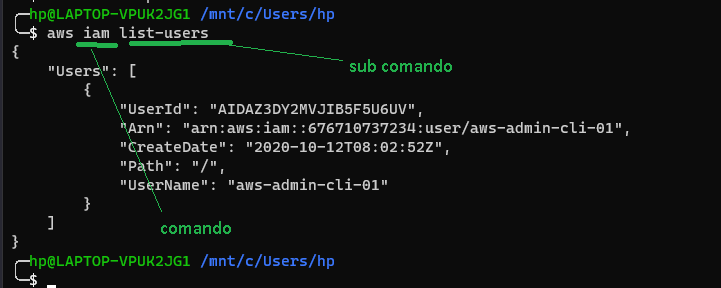 hp@LAPTOP-VPUK2JG1 /mnt/c/Users/hp
$ aws iam list-users
{
sub comando
"Users": [
{
"UserId": "AIDAZ3DY2MVJIB5F5U6UV",
"Arn": "arn:aws:iam::676710737234:user/aws-admin-cli-01",
"CreateDate": "2020-10-12T08:02:52Z",
"Path": "/",
"UserName": "aws-admin-cli-01"
}
comando
]
}
hp@LAPTOP-VPUK2JG1 /mnt/c/Users/hp
$